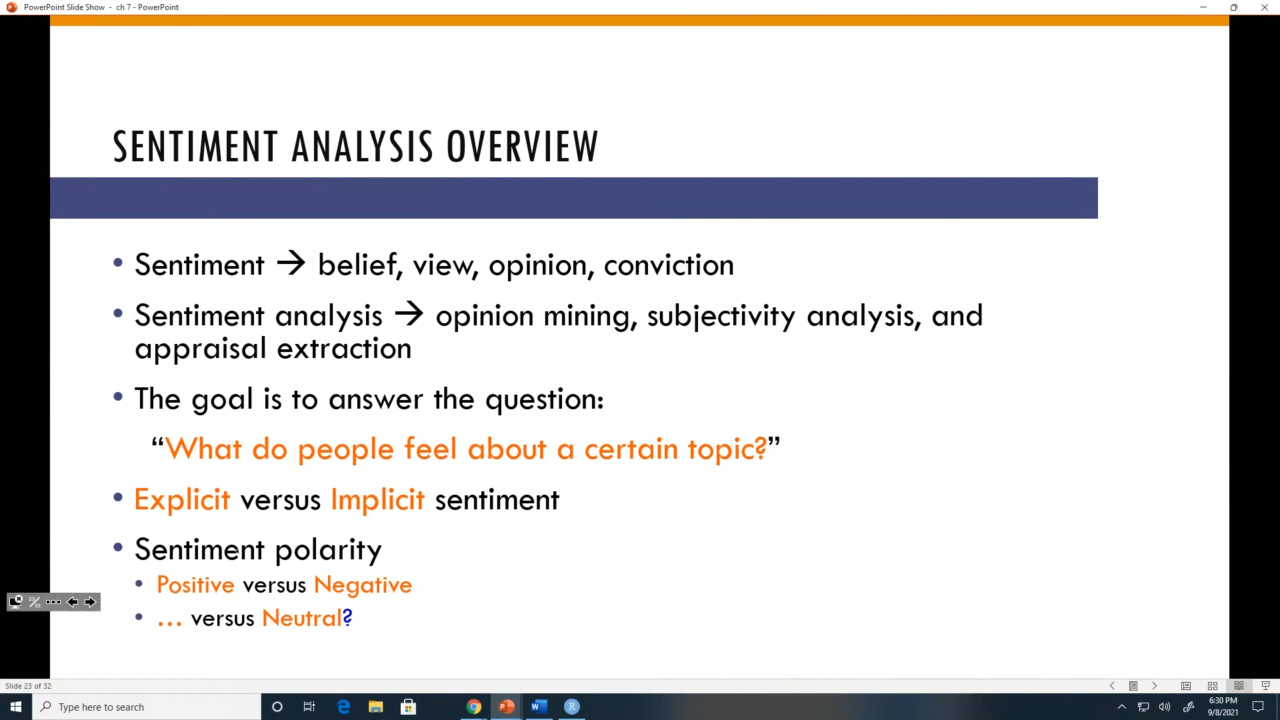 PowerPoint Slide Show - ch 7 - PowerPoint
SENTIMENT ANALYSIS OVERVIEW
• Sentiment → belief, view, opinion, conviction
• Sentiment analysis → opinion mining, subjectivity analysis, and
appraisal extraction
• The goal is to answer the question:
“What do people feel about a certain topic?”
• Explicit versus Implicit sentiment
• Sentiment polarity
• Positive versus Negative
• … versus Neutral?
Slide 23 of 32
Type here to search
6:30 PM
9/8/2021